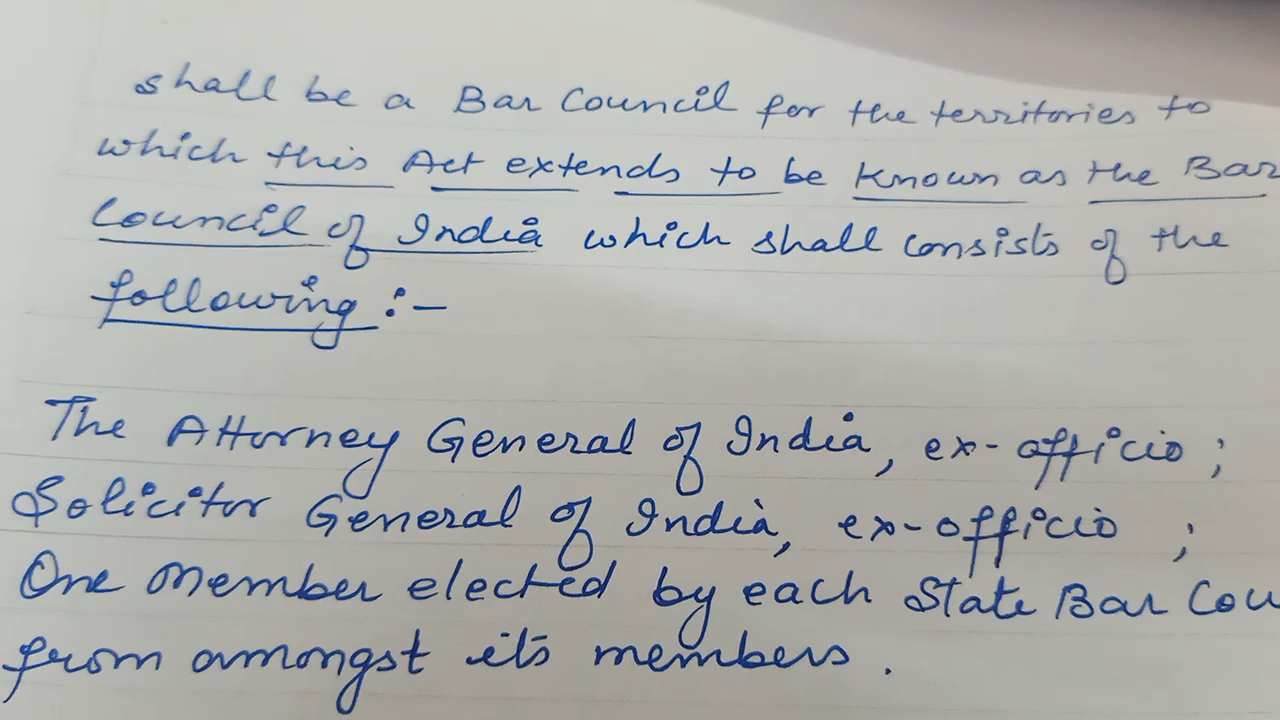 shall be a Bar Council for the territories to
which this Act extends to be known as the Bar
Council of India which shall consists of the
following :-
The Attorney General of India, ex-officio ;
Solicitor General of India, ex-officio ;
One member elected by each State Bar Cou
from amongst its members .